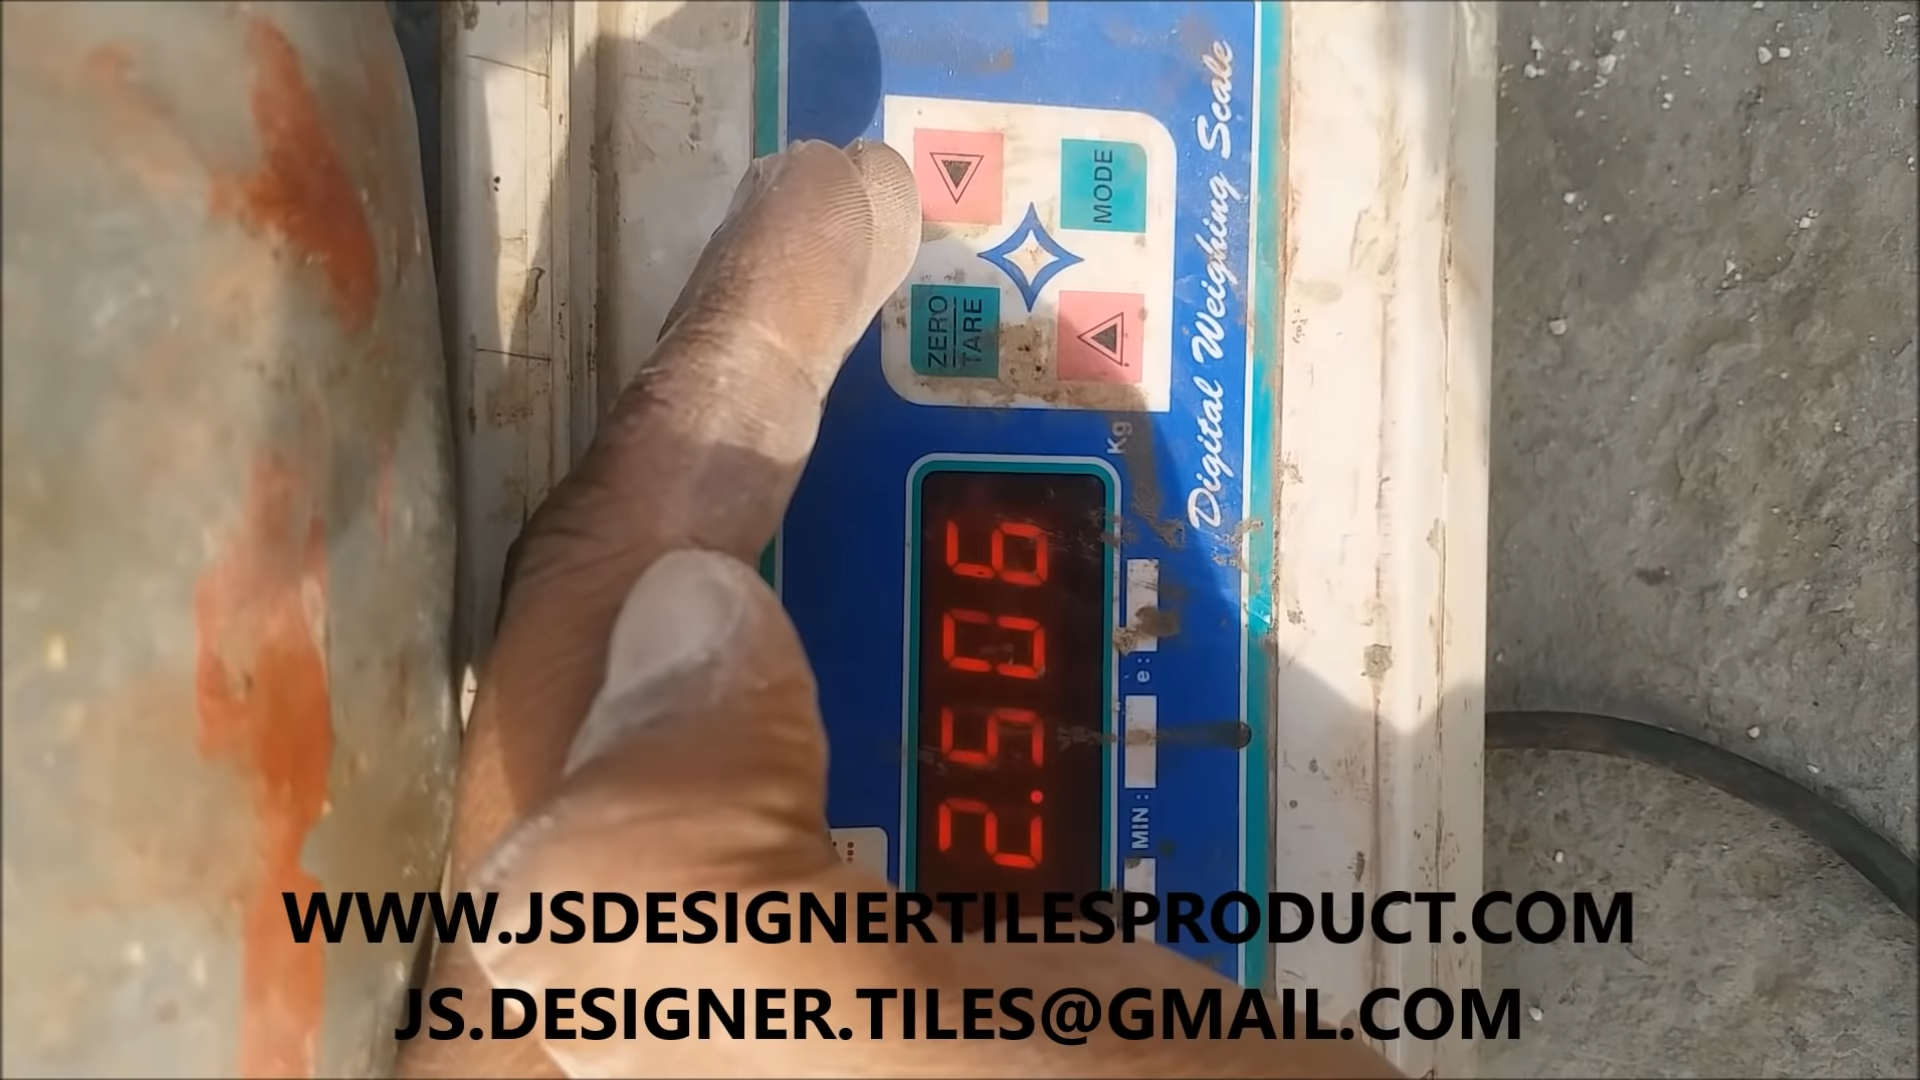 Digital Weighing Scale
MODE
ZERO
TARE
Kg
2.506
MIN :
e :
WWW.JSDESIGNERTILESPRODUCT.COM
JS.DESIGNER.TILES@GMAIL.COM